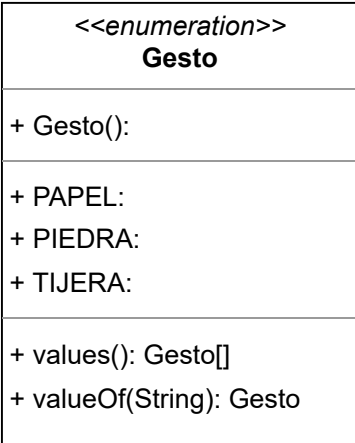 <<enumeration>>
Gesto
+ Gesto():
+ PAPEL:
+ PIEDRA:
+ TIJERA:
+ values(): Gesto[]
+ valueOf(String): Gesto